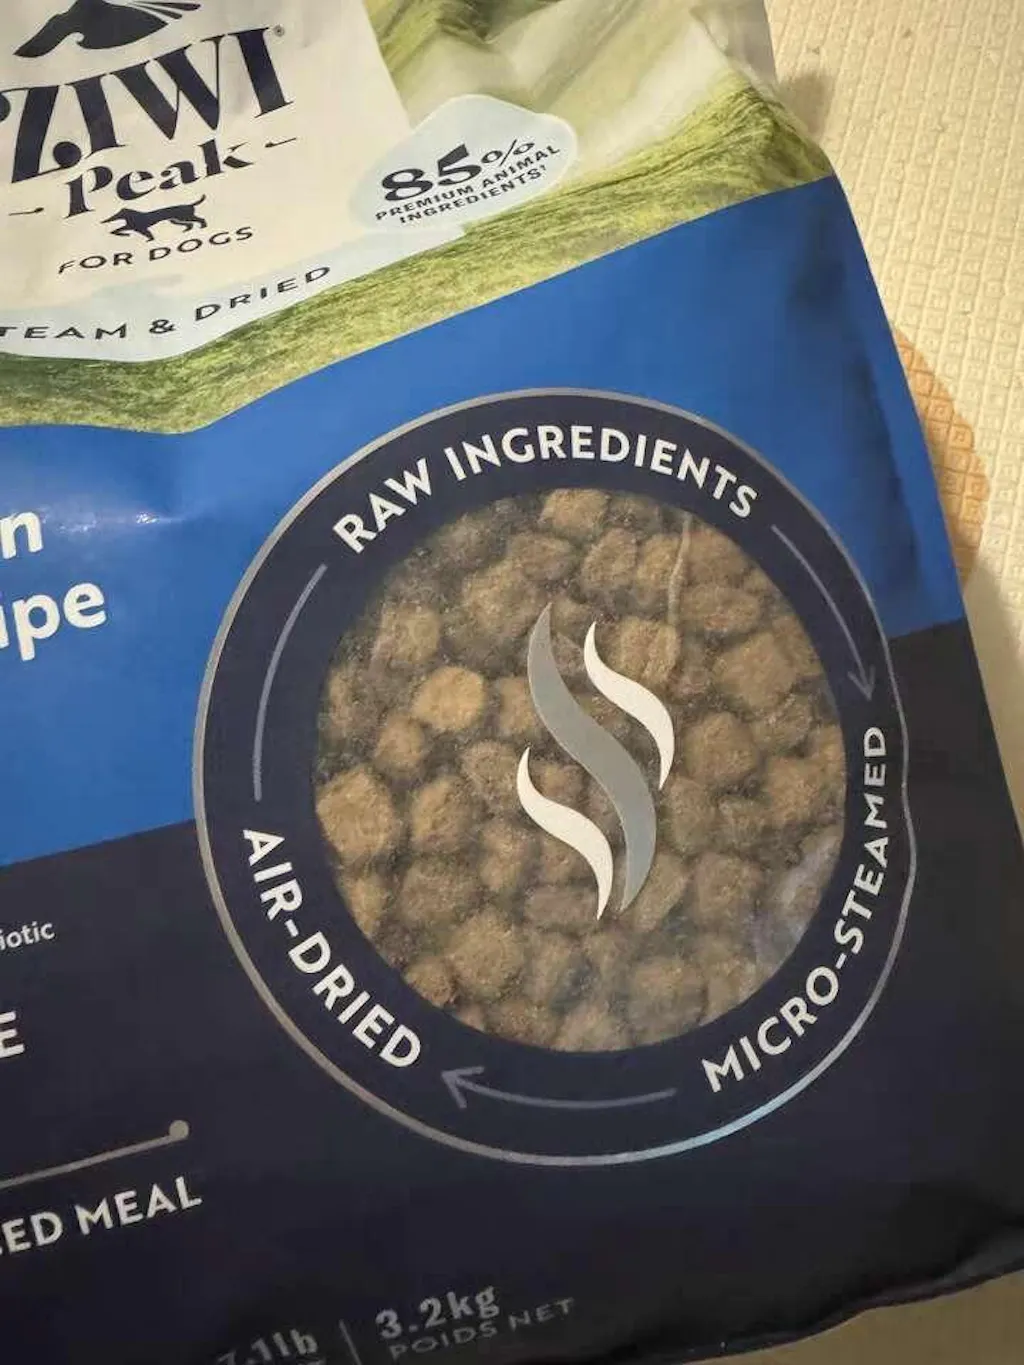 ZIWI®
Peak
FOR DOGS
85%
PREMIUM ANIMAL
INGREDIENTS†
TEAM & DRIED
n
ipe
RAW INGREDIENTS
MICRO-STEAMED
AIR-DRIED
iotic
E
ED MEAL
7.1lb | 3.2kg
POIDS NET